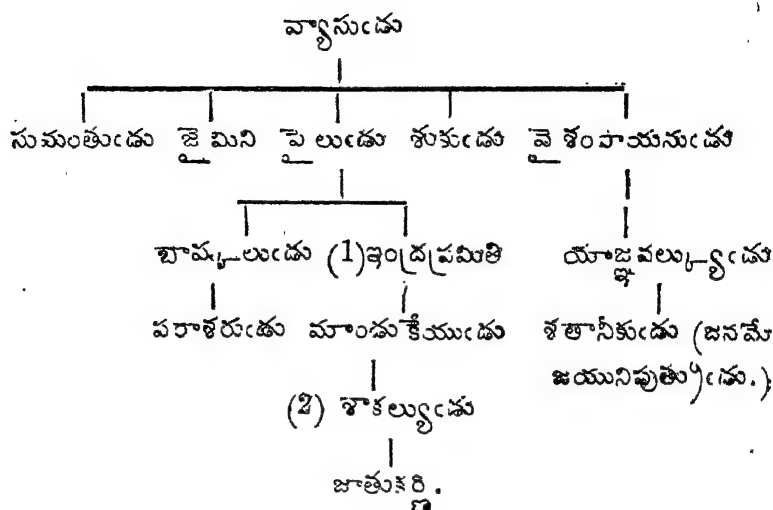 వ్యాసుఁడు
సుమంతుఁడు జైమిని పైలుఁడు శుకుఁడు వైశంపాయనుఁడు
బాష్కలుఁడు (1)ఇంద్రప్రమితి యాజ్ఞవల్క్యుఁడు
పరాశరుఁడు మాండుకేయుఁడు శతానీకుఁడు (జనమే
జయునిపుత్రుఁడు.)
(2) శాకల్యుఁడు
జాతుకర్ణి.